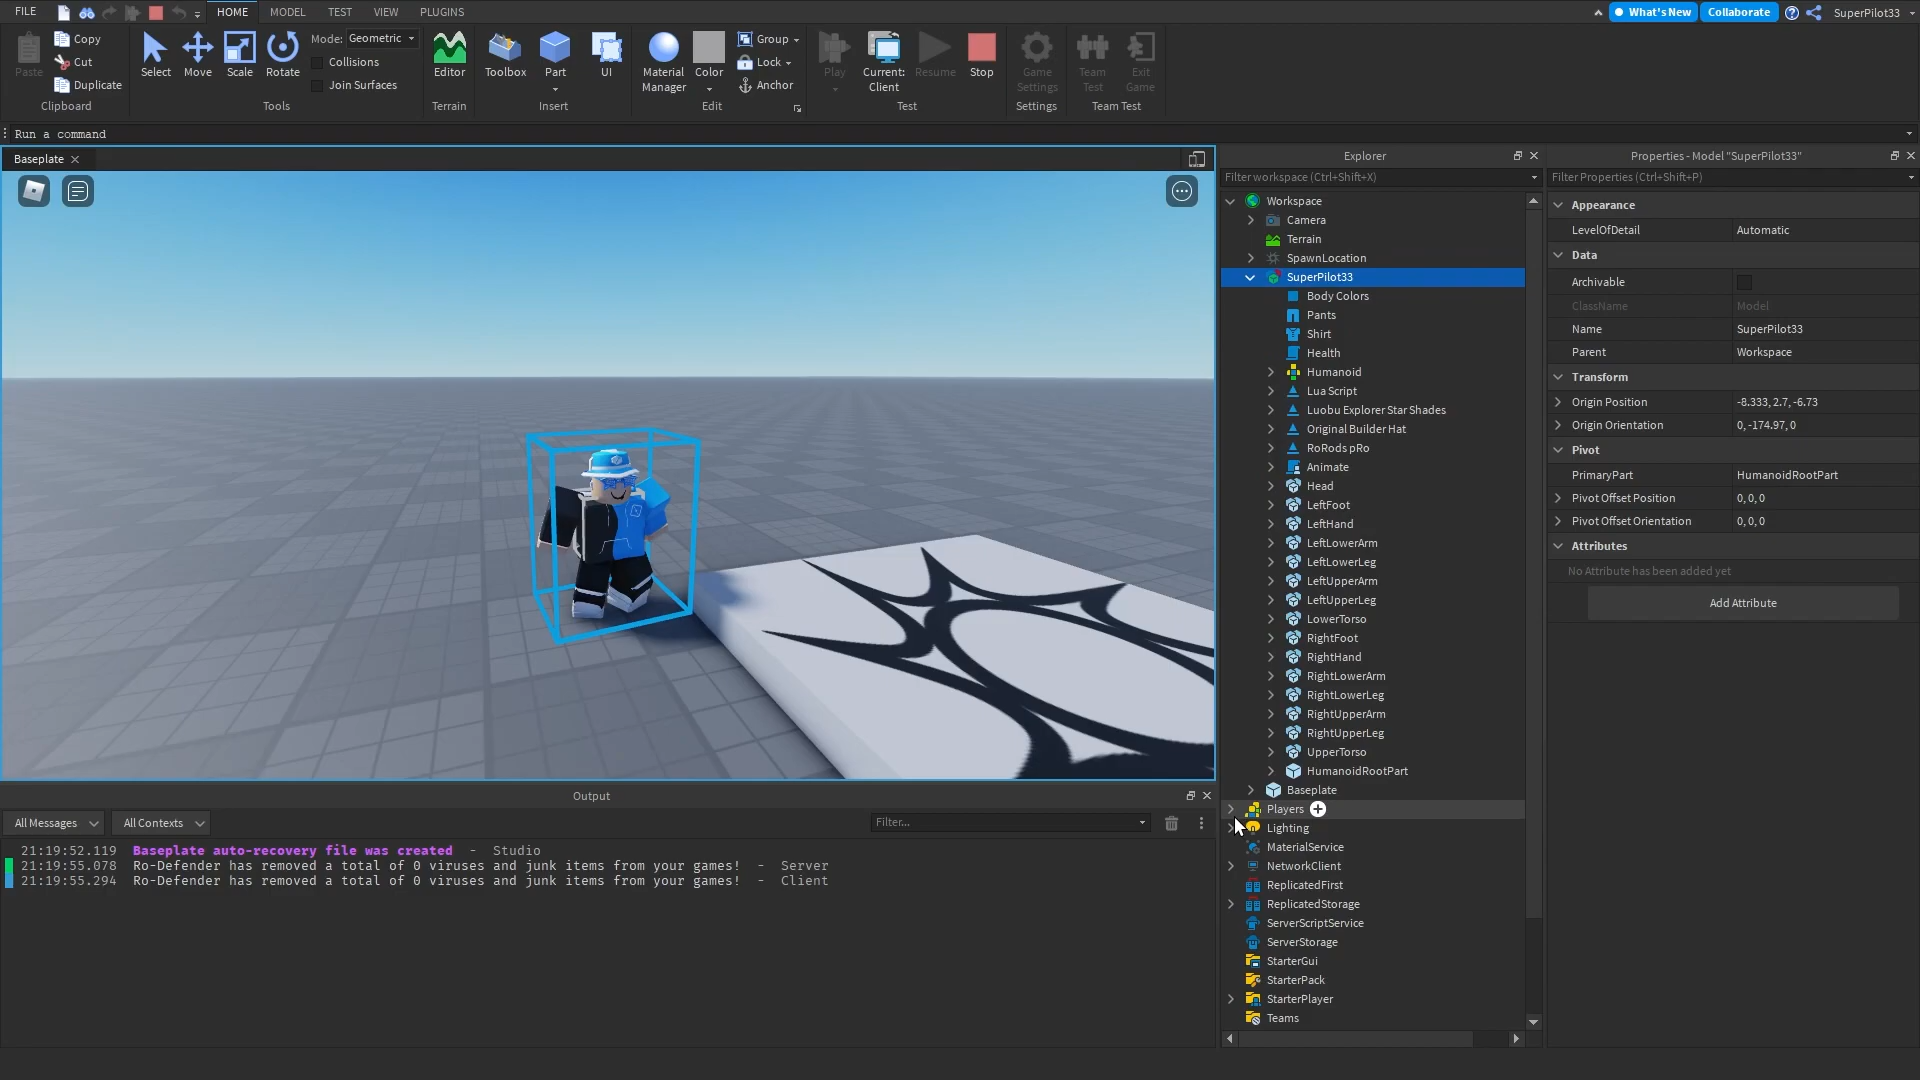 FILE
HOME
MODEL
TEST
VIEW
PLUGINS
What's New
Collaborate
SuperPilot33
Paste
Copy
Cut
Duplicate
Clipboard
Select
Move
Scale
Rotate
Mode: Geometric
Collisions
Join Surfaces
Tools
Editor
Terrain
Toolbox
Part
UI
Insert
Material
Manager
Color
Group
Lock
Anchor
Edit
Play
Current:
Client
Resume
Stop
Test
Game
Settings
Settings
Team
Test
Exit
Game
Team Test
Run a command
Baseplate
Explorer
Filter workspace (Ctrl+Shift+X)
Workspace
Camera
Terrain
SpawnLocation
SuperPilot33
Body Colors
Pants
Shirt
Health
Humanoid
Lua Script
Luobu Explorer Star Shades
Original Builder Hat
RoRods pRo
Animate
Head
LeftFoot
LeftHand
LeftLowerArm
LeftLowerLeg
LeftUpperArm
LeftUpperLeg
LowerTorso
RightFoot
RightHand
RightLowerArm
RightLowerLeg
RightUpperArm
RightUpperLeg
UpperTorso
HumanoidRootPart
Baseplate
Players
Lighting
MaterialService
NetworkClient
ReplicatedFirst
ReplicatedStorage
ServerScriptService
ServerStorage
StarterGui
StarterPack
StarterPlayer
Teams
Properties - Model "SuperPilot33"
Filter Properties (Ctrl+Shift+P)
Appearance
LevelOfDetail Automatic
Data
Archivable
ClassName Model
Name SuperPilot33
Parent Workspace
Transform
Origin Position -8.333, 2.7, -6.73
Origin Orientation 0, -174.97, 0
Pivot
PrimaryPart HumanoidRootPart
Pivot Offset Position 0, 0, 0
Pivot Offset Orientation 0, 0, 0
Attributes
No Attribute has been added yet
Add Attribute
Output
All Messages
All Contexts
Filter...
21:19:52.119 Baseplate auto-recovery file was created - Studio
21:19:55.078 Ro-Defender has removed a total of 0 viruses and junk items from your games! - Server
21:19:55.294 Ro-Defender has removed a total of 0 viruses and junk items from your games! - Client